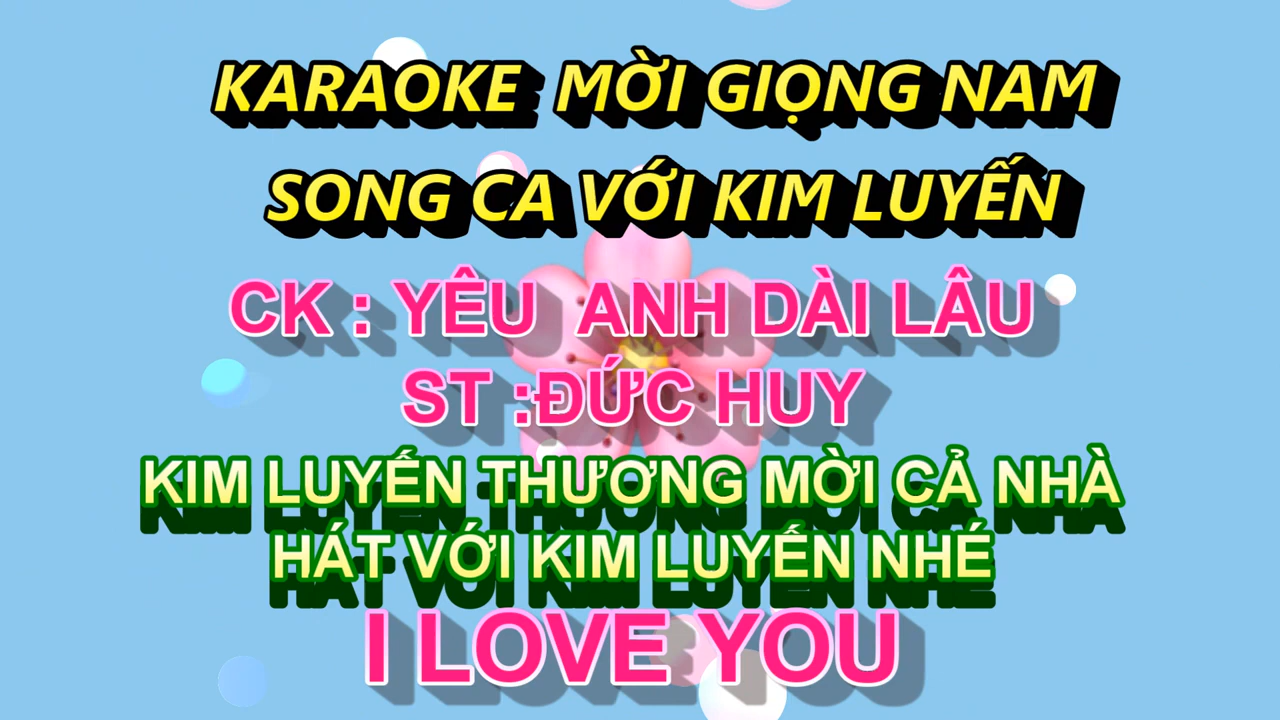 KARAOKE MỜI GIỌNG NAM
SONG CA VỚI KIM LUYẾN
CK : YÊU ANH DÀI LÂU
ST :ĐỨC HUY
KIM LUYẾN THƯƠNG MỜI CẢ NHÀ
HÁT VỚI KIM LUYẾN NHÉ
I LOVE YOU